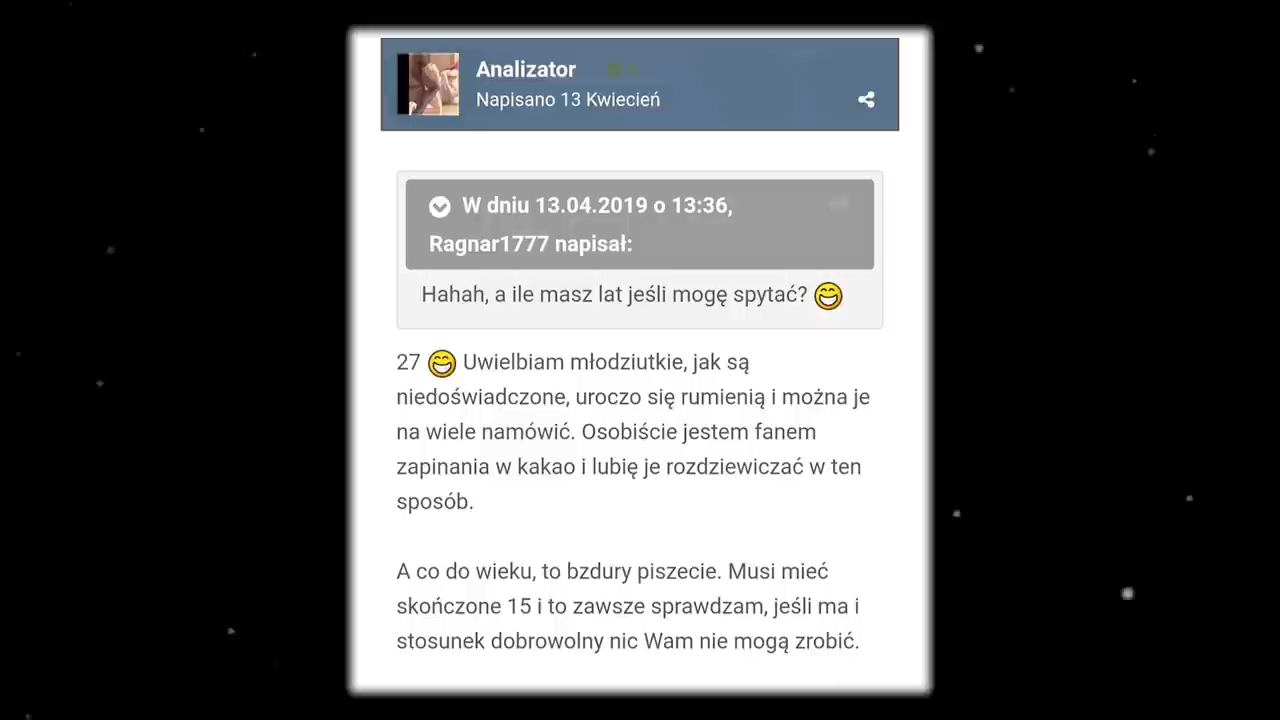 Analizator
Napisano 13 Kwiecień
W dniu 13.04.2019 o 13:36,
Ragnar1777 napisał:
Hahah, a ile masz lat jeśli mogę spytać?
27 Uwielbiam młodziutkie, jak są
niedoświadczone, uroczo się rumienią i można je
na wiele namówić. Osobiście jestem fanem
zapinania w kakao i lubię je rozdziewiczać w ten
sposób.
A co do wieku, to bzdury piszecie. Musi mieć
skończone 15 i to zawsze sprawdzam, jeśli ma i
stosunek dobrowolny nic Wam nie mogą zrobić.